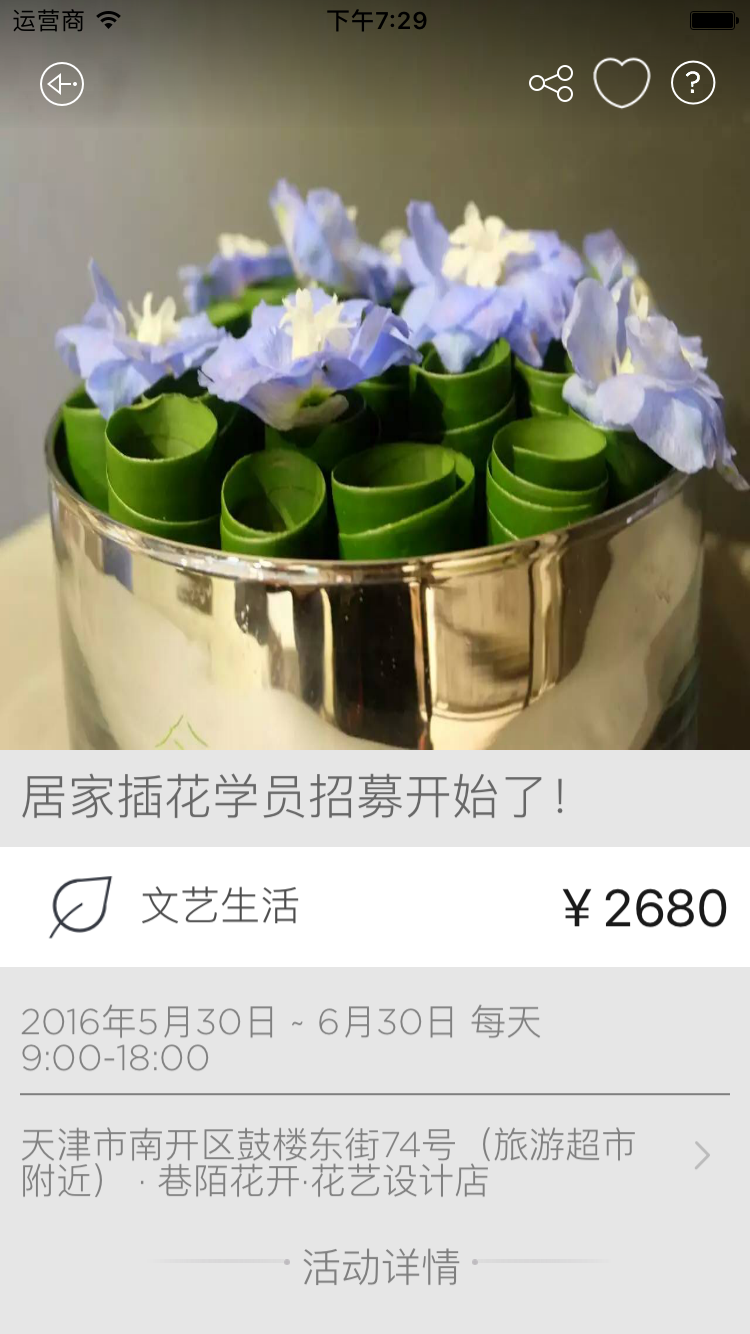 运营商 下午7:29
?
居家插花学员招募开始了！
文艺生活 ¥ 2680
2016年5月30日 ~ 6月30日 每天
9:00-18:00
天津市南开区鼓楼东街74号（旅游超市
附近） · 巷陌花开·花艺设计店
活动详情